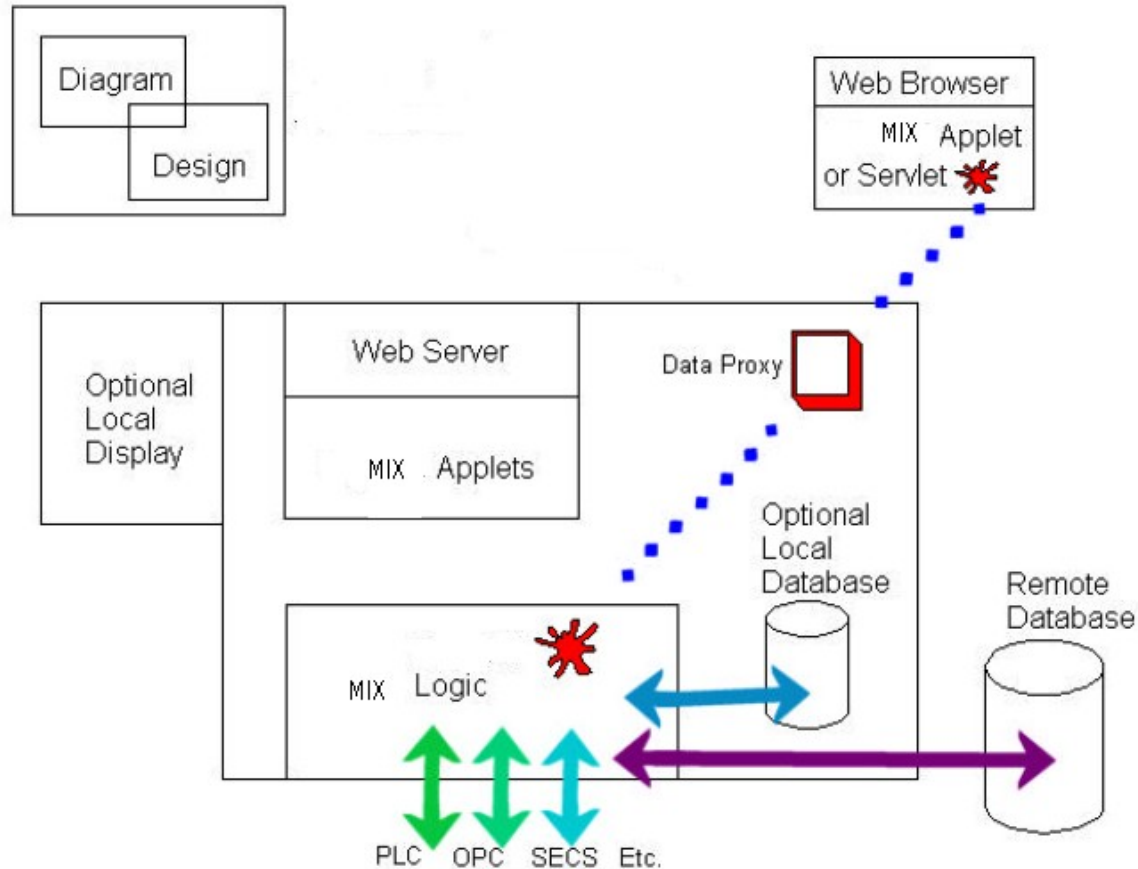 Diagram
Design
Web Browser
MIX Applet
or Servlet
Optional
Local
Display
Web Server
MIX Applets
Data Proxy
Optional
Local
Database
Remote
Database
MIX Logic
PLC OPC SECS Etc.